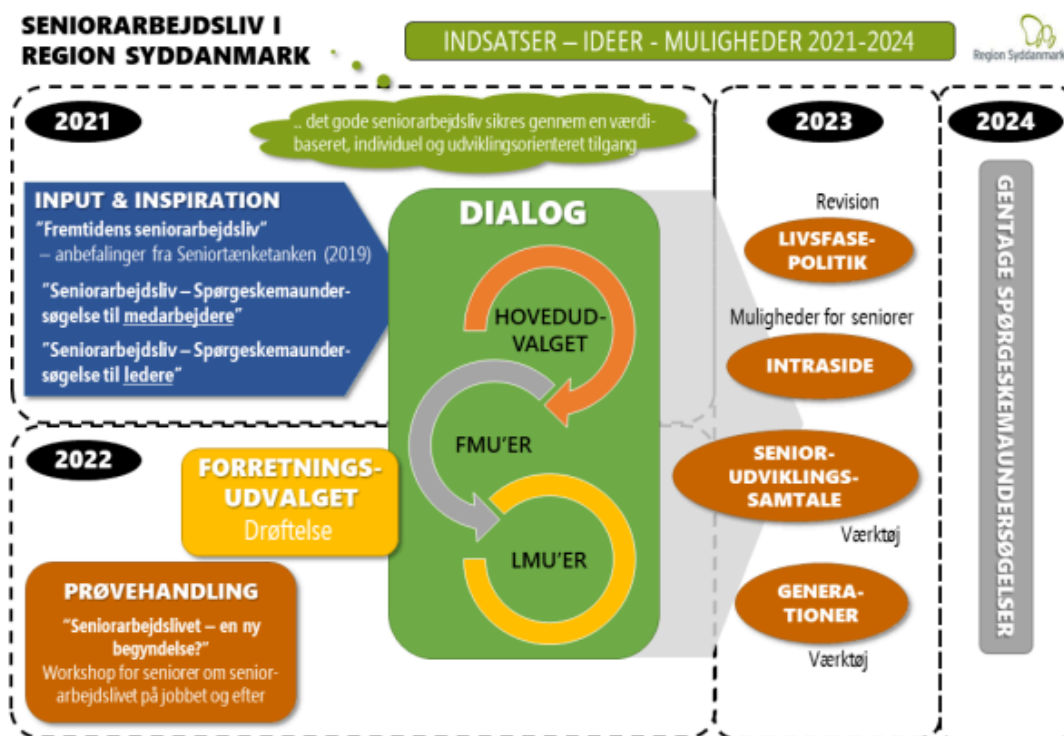 SENIORARBEJDSLIV I
REGION SYDDANMARK
INDSATSER – IDEER - MULIGHEDER 2021-2024
Region Syddanmark
2021
.. det gode seniorarbejdsliv sikres gennem en værdi-
baseret, individuel og udviklingsorienteret tilgang
INPUT & INSPIRATION
"Fremtidens seniorarbejdsliv"
– anbefalinger fra Seniortænketanken (2019)
"Seniorarbejdsliv – Spørgeskemaunder-
søgelse til medarbejdere"
"Seniorarbejdsliv – Spørgeskemaunder-
søgelse til ledere"
DIALOG
HOVEDUD-
VALGET
FMU'ER
LMU'ER
2022
FORRETNINGS-
UDVALGET
Drøftelse
PRØVEHANDLING
"Seniorarbejdslivet – en ny
begyndelse?"
Workshop for seniorer om senior-
arbejdslivet på jobbet og efter
2023
Revision
LIVSFASE-
POLITIK
Muligheder for seniorer
INTRASIDE
SENIOR-
UDVIKLINGS-
SAMTALE
Værktøj
GENERA-
TIONER
Værktøj
2024
GENTAGE SPØRGESKEMAUNDERSØGELSER